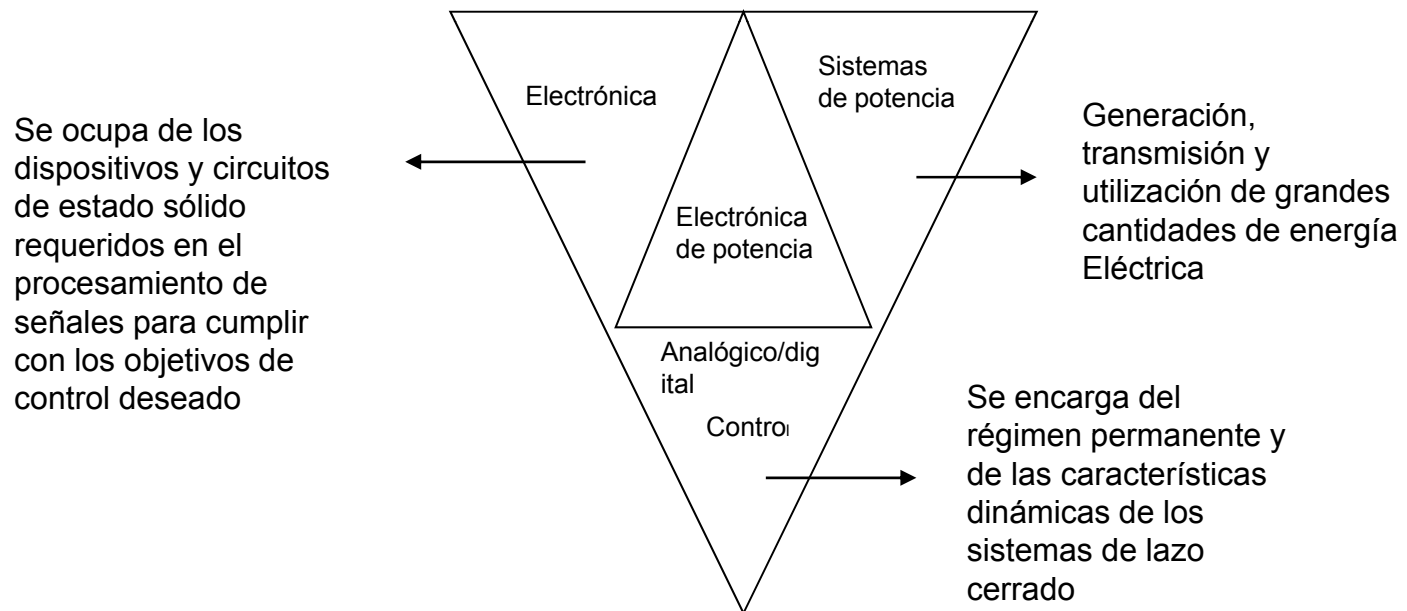 Se ocupa de los
dispositivos y circuitos
de estado sólido
requeridos en el
procesamiento de
señales para cumplir
con los objetivos de
control deseado
Electrónica
Sistemas
de potencia
Electrónica
de potencia
Analógico/dig
ital
Control
Generación,
transmisión y
utilización de grandes
cantidades de energía
Eléctrica
Se encarga del
régimen permanente y
de las características
dinámicas de los
sistemas de lazo
cerrado